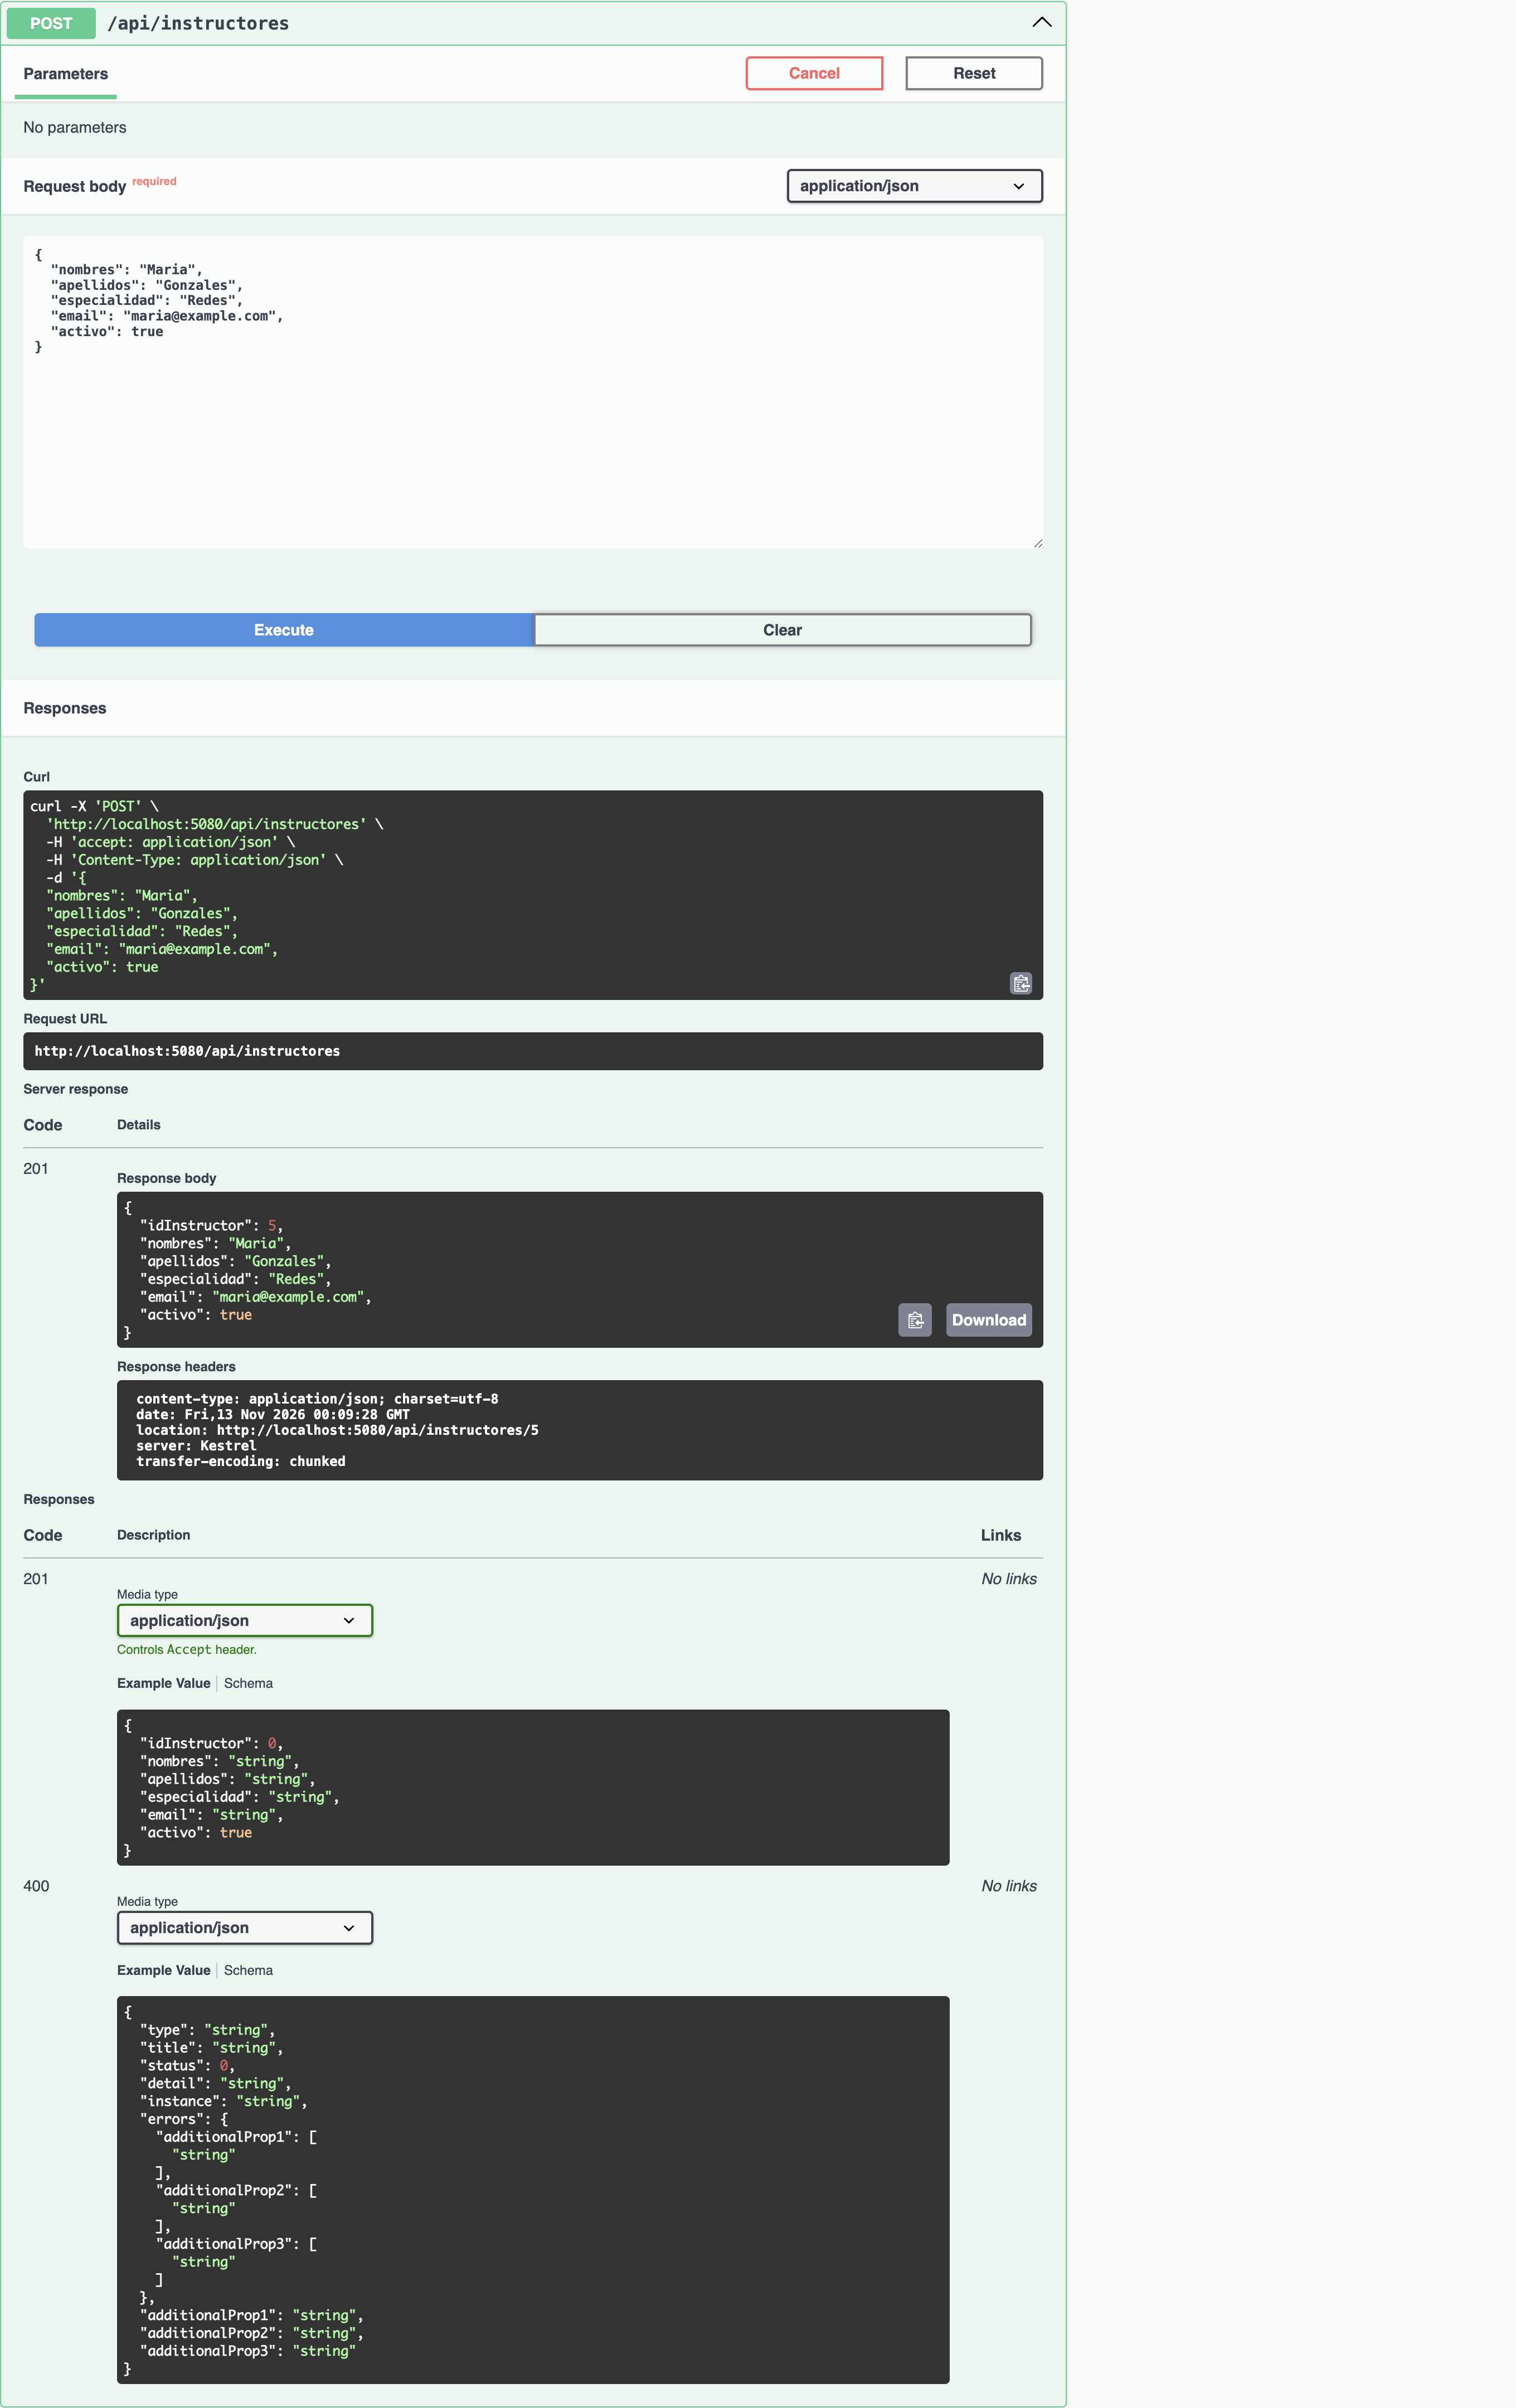 POST /api/instructores
Parameters
Cancel
Reset
No parameters
Request body required
application/json
{
  "nombres": "Maria",
  "apellidos": "Gonzales",
  "especialidad": "Redes",
  "email": "maria@example.com",
  "activo": true
}
Execute
Clear
Responses
Curl
curl -X 'POST' \
  'http://localhost:5080/api/instructores' \
  -H 'accept: application/json' \
  -H 'Content-Type: application/json' \
  -d '{
  "nombres": "Maria",
  "apellidos": "Gonzales",
  "especialidad": "Redes",
  "email": "maria@example.com",
  "activo": true
}'
Request URL
http://localhost:5080/api/instructores
Server response
Code Details
201
Response body
{
  "idInstructor": 5,
  "nombres": "Maria",
  "apellidos": "Gonzales",
  "especialidad": "Redes",
  "email": "maria@example.com",
  "activo": true
}
Download
Response headers
content-type: application/json; charset=utf-8
date: Fri,13 Nov 2026 00:09:28 GMT
location: http://localhost:5080/api/instructores/5
server: Kestrel
transfer-encoding: chunked
Responses
Code Description Links
201 No links
Media type
application/json
Controls Accept header.
Example Value Schema
{
  "idInstructor": 0,
  "nombres": "string",
  "apellidos": "string",
  "especialidad": "string",
  "email": "string",
  "activo": true
}
400 No links
Media type
application/json
Example Value Schema
{
  "type": "string",
  "title": "string",
  "status": 0,
  "detail": "string",
  "instance": "string",
  "errors": {
    "additionalProp1": [
      "string"
    ],
    "additionalProp2": [
      "string"
    ],
    "additionalProp3": [
      "string"
    ]
  },
  "additionalProp1": "string",
  "additionalProp2": "string",
  "additionalProp3": "string"
}